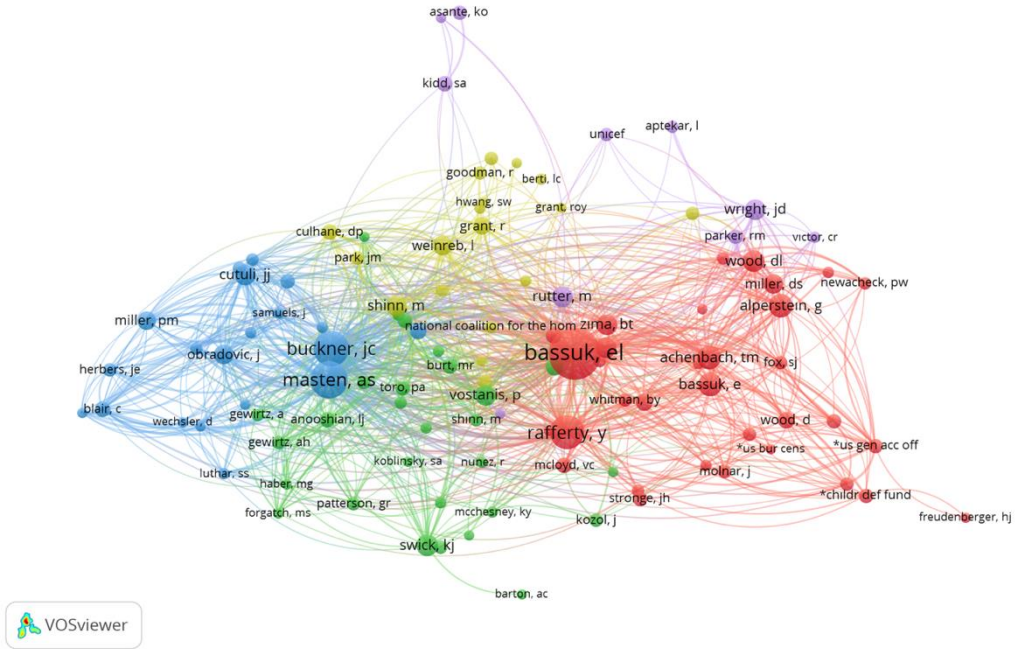 asante, ko
kidd, sa
unicef
aptekar, l
goodman, r
berti, lc
hwang, sw
grant, roy
wright, jd
culhane, dp
grant, r
weinreb, l
parker, rm
victor, cr
park, jm
wood, dl
cutuli, jj
miller, ds
newacheck, pw
rutter, m
shinn, m
alperstein, g
samuels, j
miller, pm
national coalition for the hom
zima, bt
buckner, jc
bassuk, el
obradovic, j
achenbach, tm
fox, sj
herbers, je
burt, mr
masten, as
toro, pa
bassuk, e
vostanis, p
whitman, by
blair, c
gewirtz, a
wechsler, d
anooshian, lj
shinn, m
wood, d
rafferty, y
gewirtz, ah
*us gen acc off
*us bur cens
koblinsky, sa
nunez, r
mcloyd, vc
luthar, ss
molnar, j
haber, mg
*childr def fund
stronge, jh
patterson, gr
forgatch, ms
mcchesney, ky
kozol, j
freudenberger, hj
swick, kj
barton, ac
VOSviewer